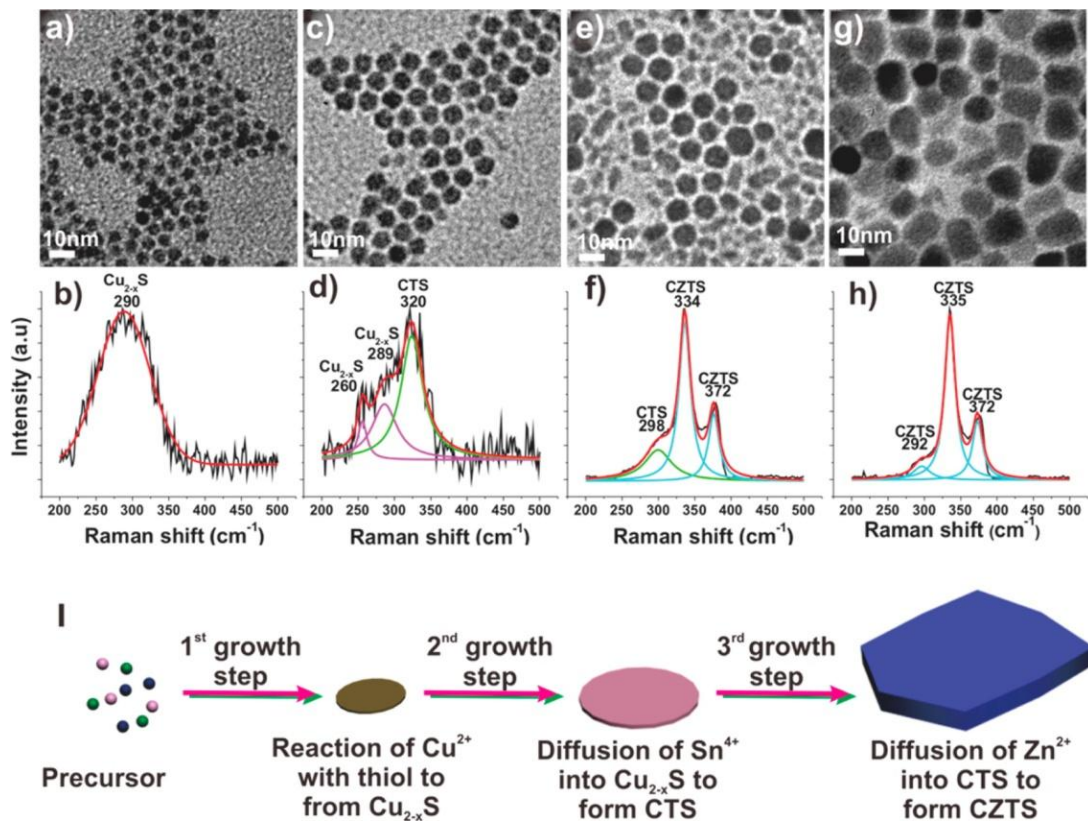 a)
c)
e)
g)
10nm
10nm
10nm
10nm
b)
Cu2-xS
290
d)
CTS
320
Cu2-xS
289
Cu2-xS
260
f)
CZTS
334
CZTS
372
CTS
298
h)
CZTS
335
CZTS
372
CZTS
292
Intensity (a.u)
200 250 300 350 400 450 500
200 250 300 350 400 450 500
200 250 300 350 400 450 500
200 250 300 350 400 450 500
Raman shift (cm-1)
Raman shift (cm-1)
Raman shift (cm-1)
Raman shift (cm-1)
I
1st growth
step
2nd growth
step
3rd growth
step
Precursor
Reaction of Cu2+
with thiol to
from Cu2-xS
Diffusion of Sn4+
into Cu2-xS to
form CTS
Diffusion of Zn2+
into CTS to
form CZTS